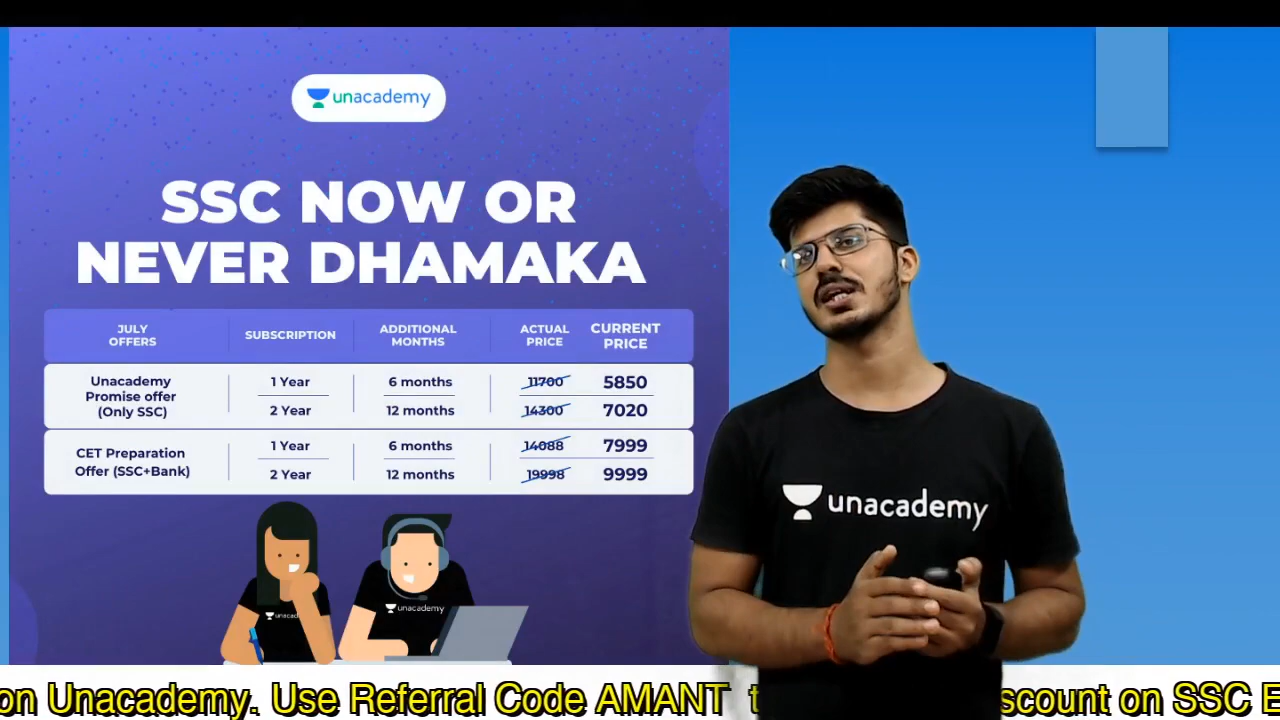 unacademy
SSC NOW OR
NEVER DHAMAKA
JULY
OFFERS
SUBSCRIPTION
ADDITIONAL
MONTHS
ACTUAL
PRICE
CURRENT
PRICE
Unacademy
Promise offer
(Only SSC)
1 Year
6 months
11700
5850
2 Year
12 months
14300
7020
CET Preparation
Offer (SSC+Bank)
1 Year
6 months
14088
7999
2 Year
12 months
19998
9999
unacademy
unacademy
on Unacademy. Use Referral Code AMANT
scount on SSC E